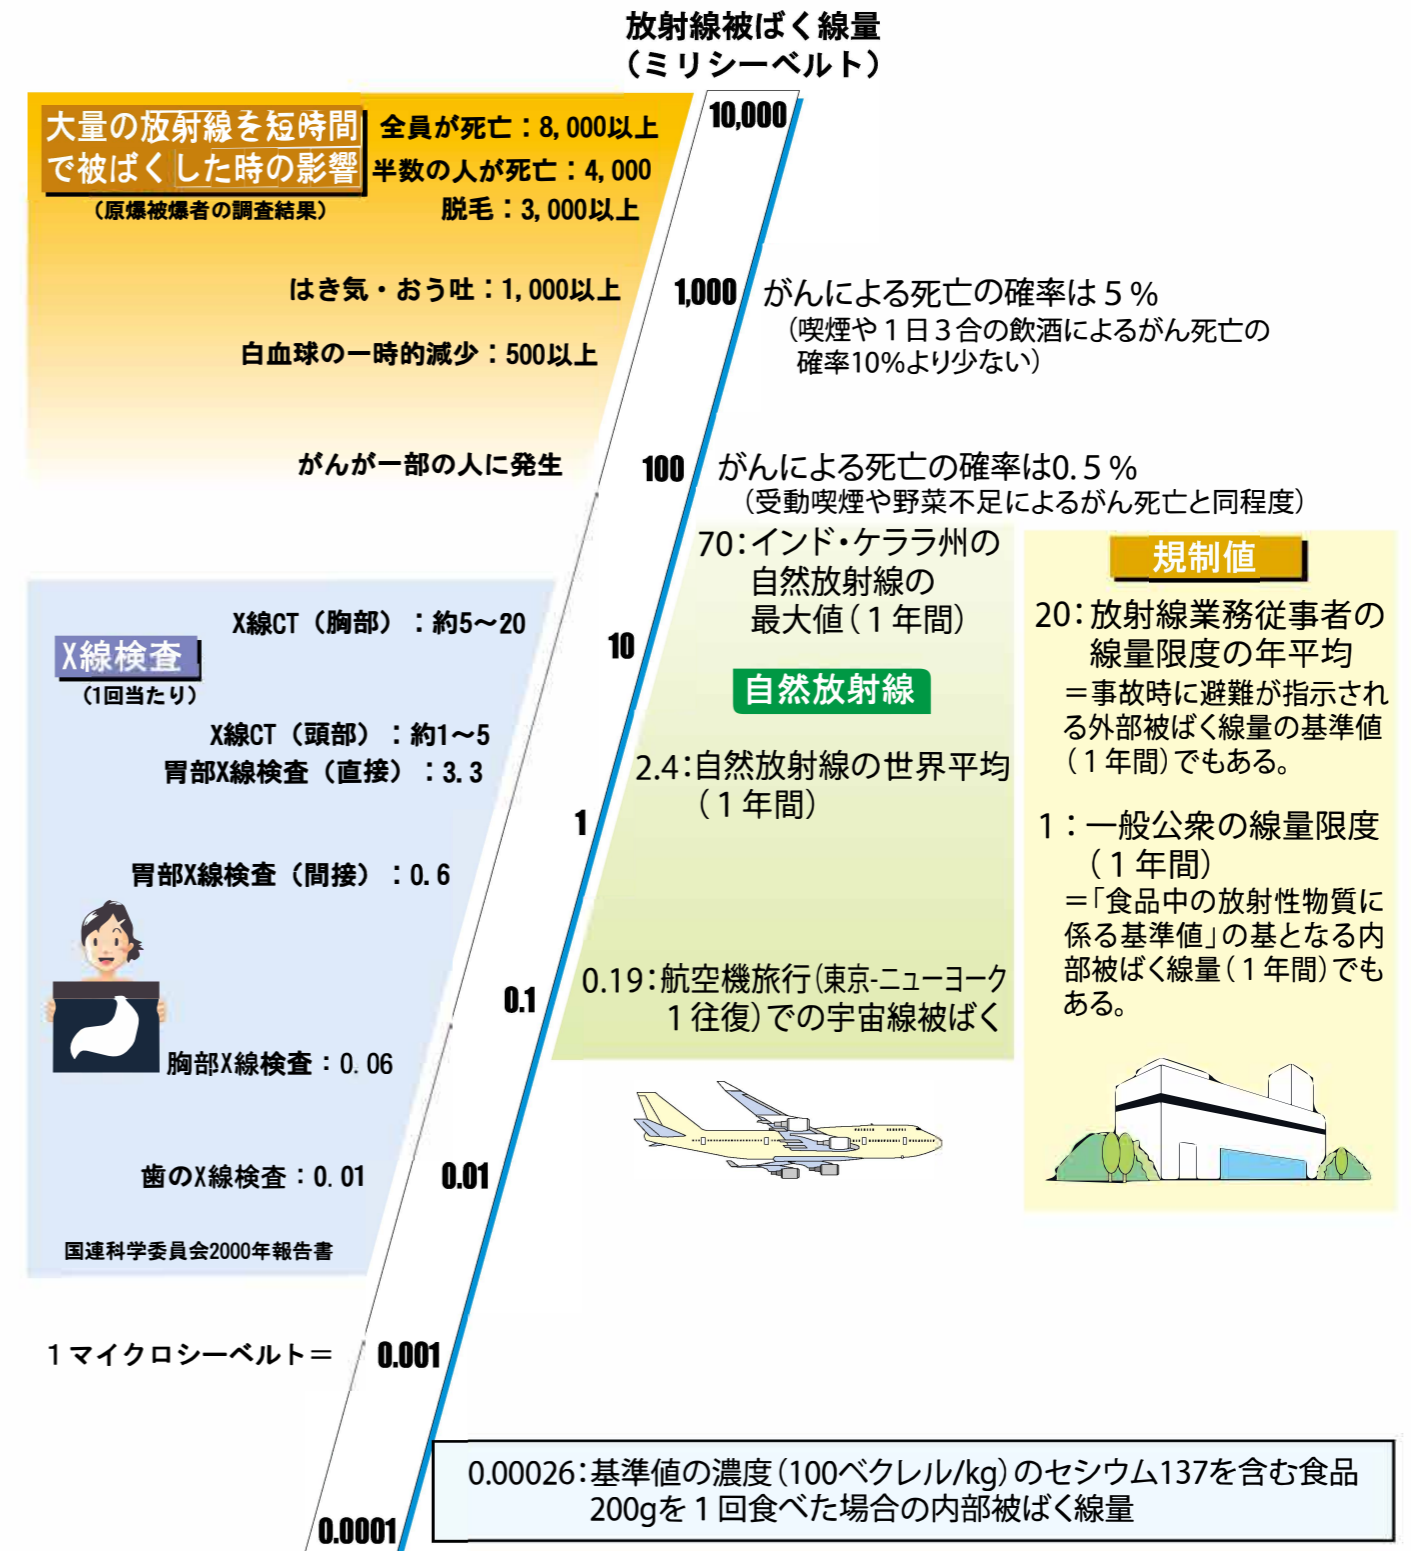 放射線被ばく線量
（ミリシーベルト）
大量の放射線を短時間
で被ばくした時の影響
（原爆被爆者の調査結果）
全員が死亡：8,000以上
半数の人が死亡：4,000
脱毛：3,000以上
はき気・おう吐：1,000以上
白血球の一時的減少：500以上
がんが一部の人に発生
10,000
1,000
100
10
1
0.1
0.01
0.001
0.0001
がんによる死亡の確率は５％
（喫煙や１日３合の飲酒によるがん死亡の
確率10%より少ない）
がんによる死亡の確率は0.５％
（受動喫煙や野菜不足によるがん死亡と同程度）
X線検査
（1回当たり）
X線CT（胸部）：約5～20
X線CT（頭部）：約1～5
胃部X線検査（直接）：3.3
胃部X線検査（間接）：0.6
胸部X線検査：0.06
歯のX線検査：0.01
国連科学委員会2000年報告書
１マイクロシーベルト＝
70：インド・ケララ州の
自然放射線の
最大値（１年間）
自然放射線
2.4：自然放射線の世界平均
（１年間）
0.19：航空機旅行（東京-ニューヨーク
１往復）での宇宙線被ばく
規制値
20：放射線業務従事者の
線量限度の年平均
＝事故時に避難が指示され
る外部被ばく線量の基準値
（１年間）でもある。
1：一般公衆の線量限度
（１年間）
＝「食品中の放射性物質に
係る基準値」の基となる内
部被ばく線量（１年間）でも
ある。
0.00026：基準値の濃度（100ベクレル/kg）のセシウム137を含む食品
200gを１回食べた場合の内部被ばく線量